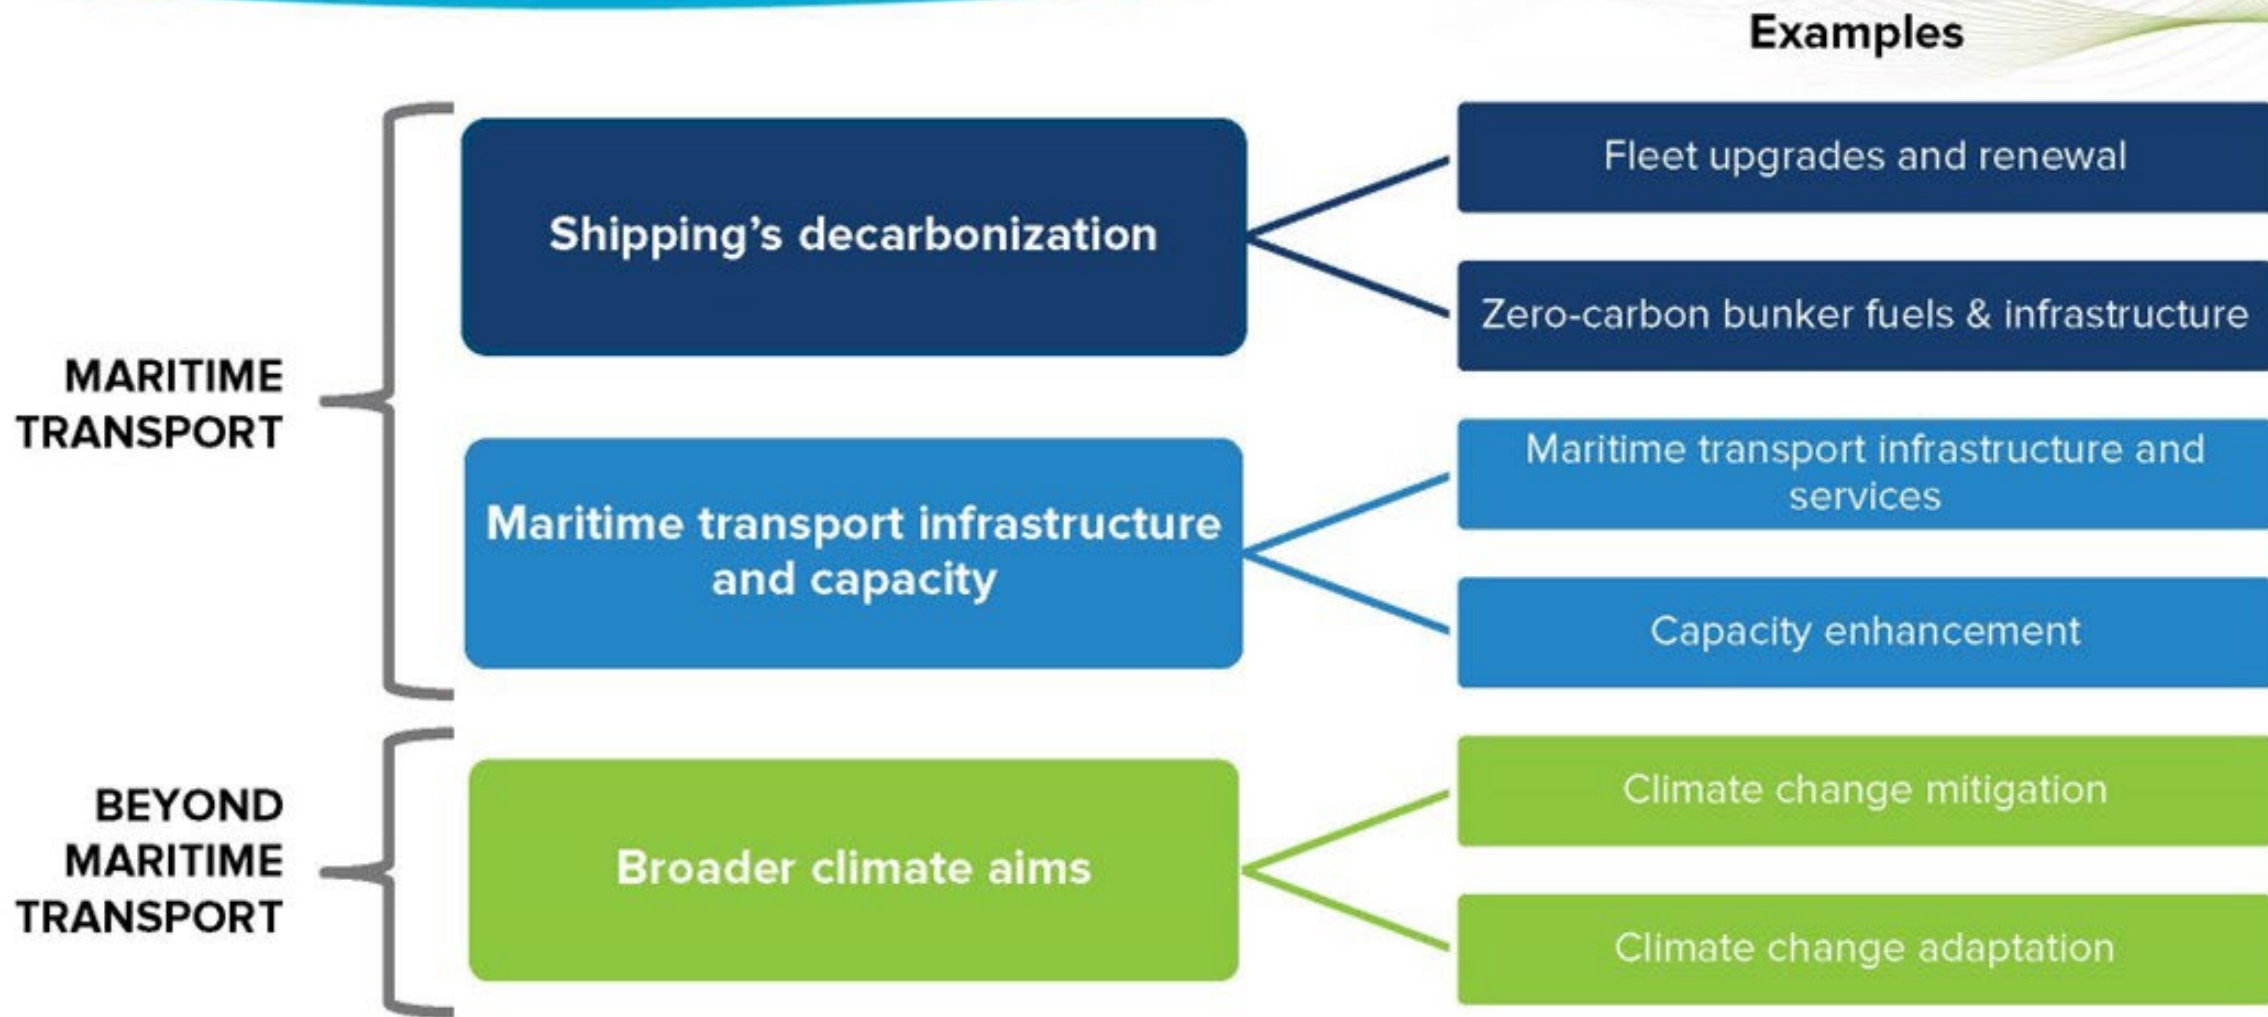 Examples
MARITIME
TRANSPORT
Shipping’s decarbonization
Fleet upgrades and renewal
Zero-carbon bunker fuels & infrastructure
Maritime transport infrastructure
and capacity
Maritime transport infrastructure and
services
Capacity enhancement
BEYOND
MARITIME
TRANSPORT
Broader climate aims
Climate change mitigation
Climate change adaptation